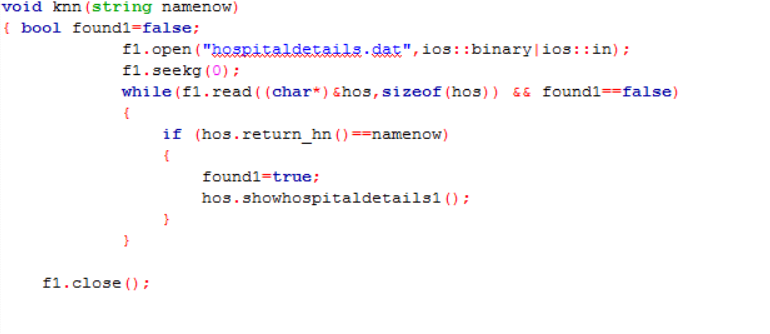 void knn(string namenow)
{ bool found1=false;
f1.open("hospitaldetails.dat",ios::binary|ios::in);
f1.seekg(0);
while(f1.read((char*)&hos,sizeof(hos)) && found1==false)
{
if (hos.return_hn()==namenow)
{
found1=true;
hos.showhospitaldetails1();
}
}
f1.close();